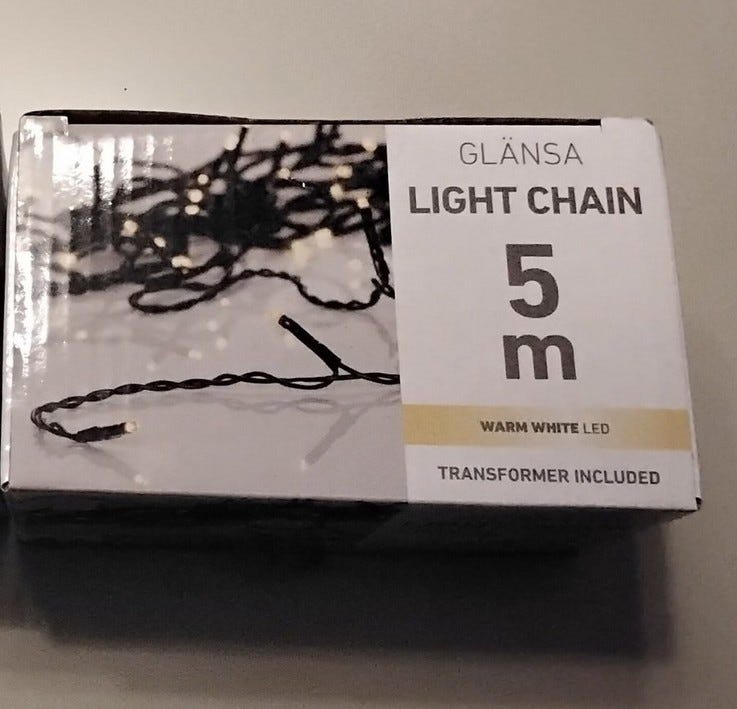 GLÄNSA
LIGHT CHAIN
5
m
WARM WHITE LED
TRANSFORMER INCLUDED